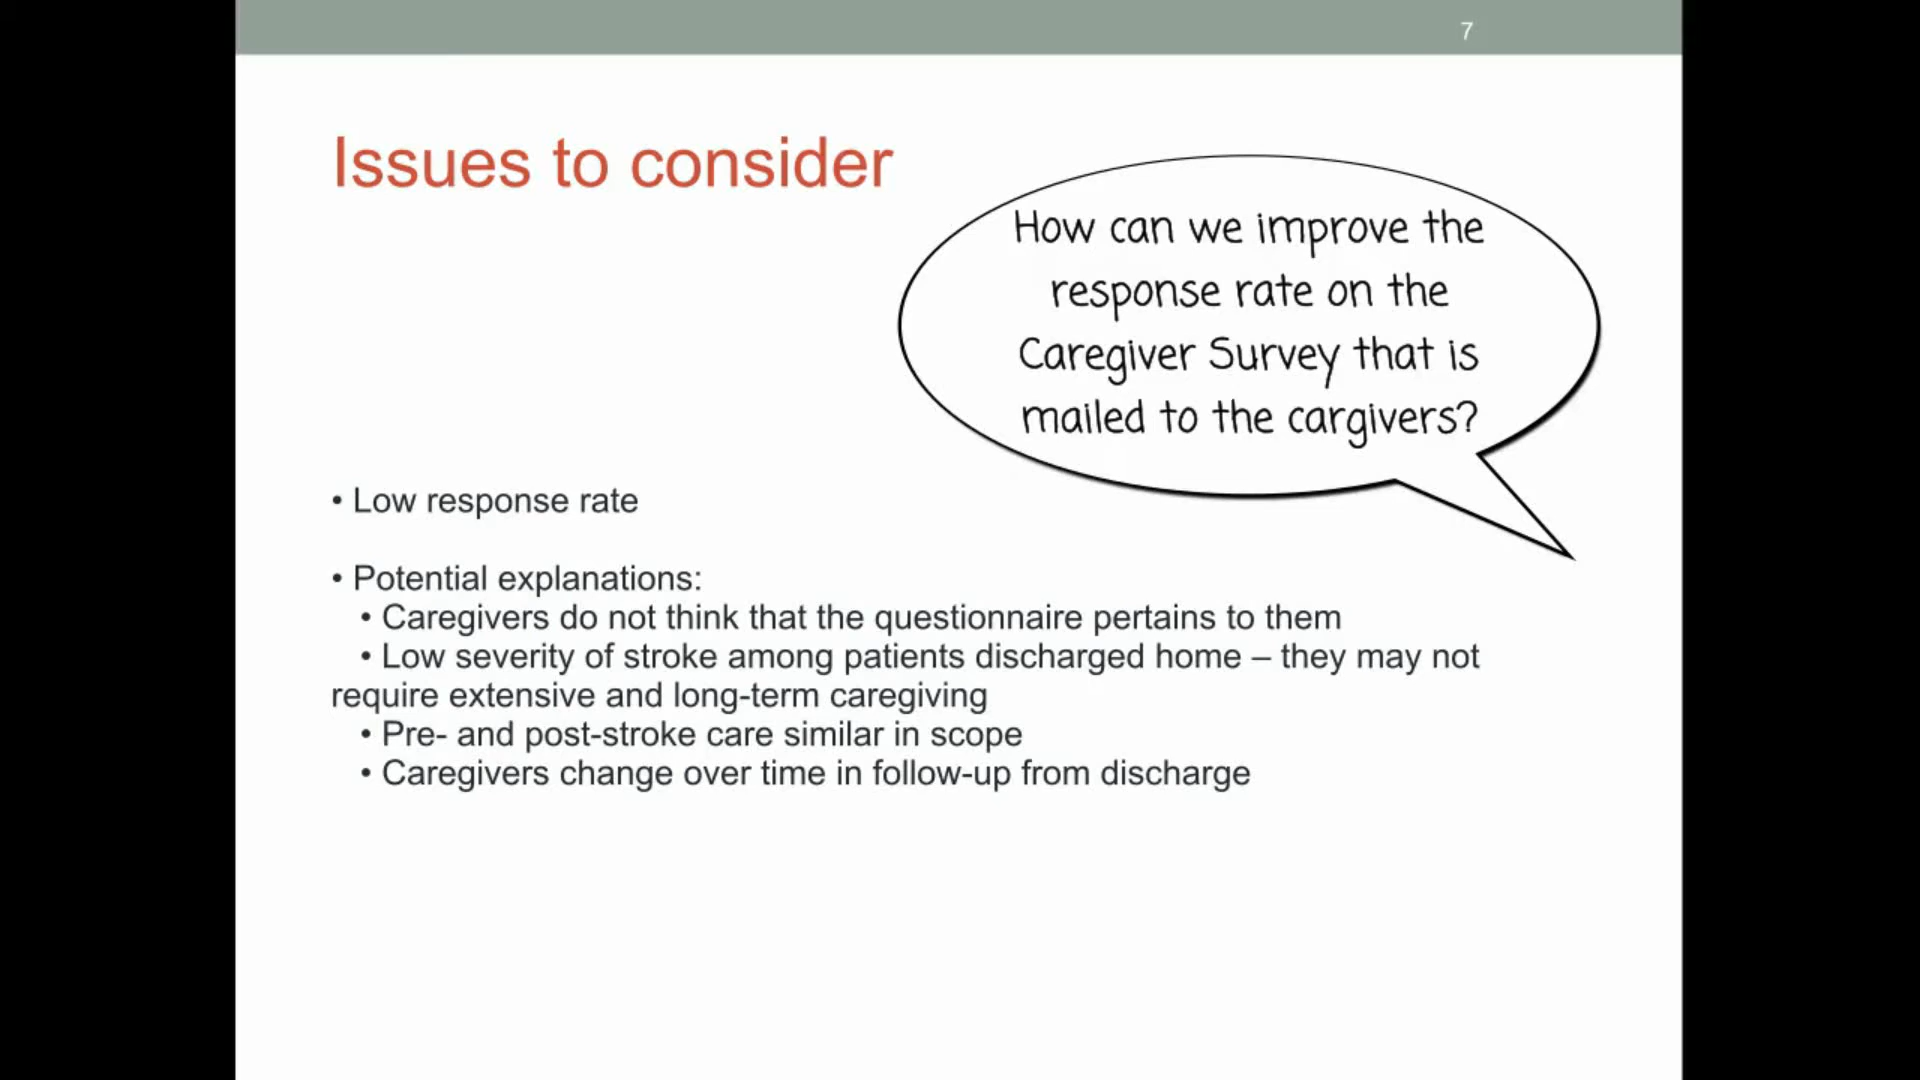 7
Issues to consider
How can we improve the
response rate on the
Caregiver Survey that is
mailed to the cargivers?
• Low response rate
• Potential explanations:
• Caregivers do not think that the questionnaire pertains to them
• Low severity of stroke among patients discharged home – they may not
require extensive and long-term caregiving
• Pre- and post-stroke care similar in scope
• Caregivers change over time in follow-up from discharge